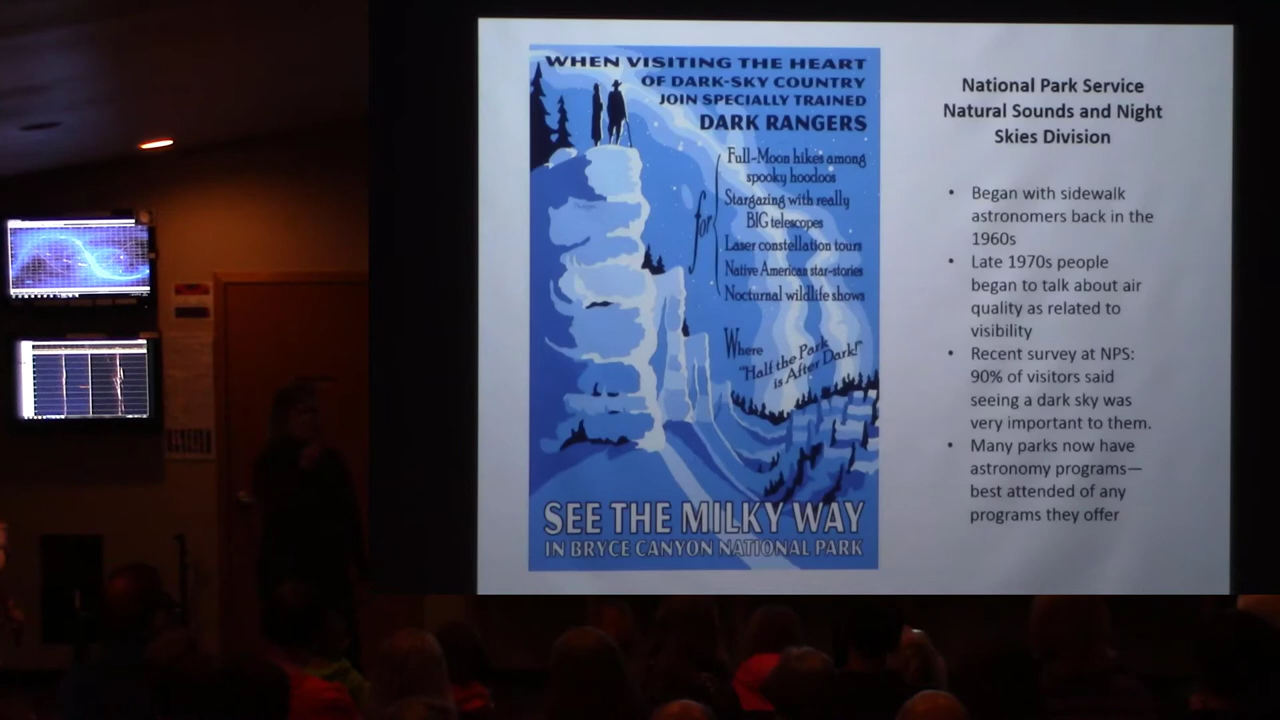 WHEN VISITING THE HEART
OF DARK-SKY COUNTRY
JOIN SPECIALLY TRAINED
DARK RANGERS
for
Full-Moon hikes among
spooky hoodoos
Stargazing with really
BIG telescopes
Laser constellation tours
Native American star-stories
Nocturnal wildlife shows
Where
"Half the Park
is After Dark!"
SEE THE MILKY WAY
IN BRYCE CANYON NATIONAL PARK
National Park Service
Natural Sounds and Night
Skies Division
• Began with sidewalk
astronomers back in the
1960s
• Late 1970s people
began to talk about air
quality as related to
visibility
• Recent survey at NPS:
90% of visitors said
seeing a dark sky was
very important to them.
• Many parks now have
astronomy programs—
best attended of any
programs they offer